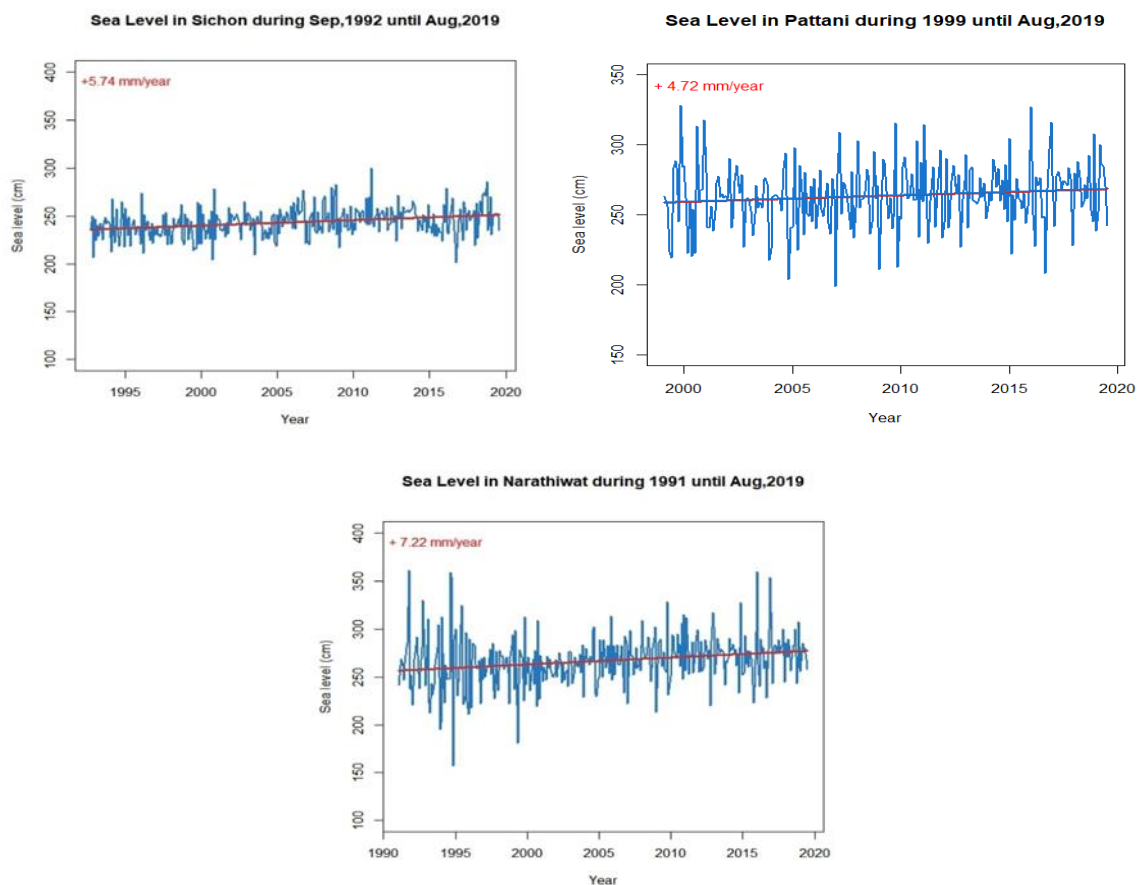 Sea Level in Sichon during Sep,1992 until Aug,2019
+5.74 mm/year
Sea level (cm)
400
350
300
250
200
150
100
1995 2000 2005 2010 2015 2020
Year
Sea Level in Pattani during 1999 until Aug,2019
+ 4.72 mm/year
Sea level (cm)
350
300
250
200
150
2000 2005 2010 2015 2020
Year
Sea Level in Narathiwat during 1991 until Aug,2019
+ 7.22 mm/year
Sea level (cm)
400
350
300
250
200
150
100
1990 1995 2000 2005 2010 2015 2020
Year